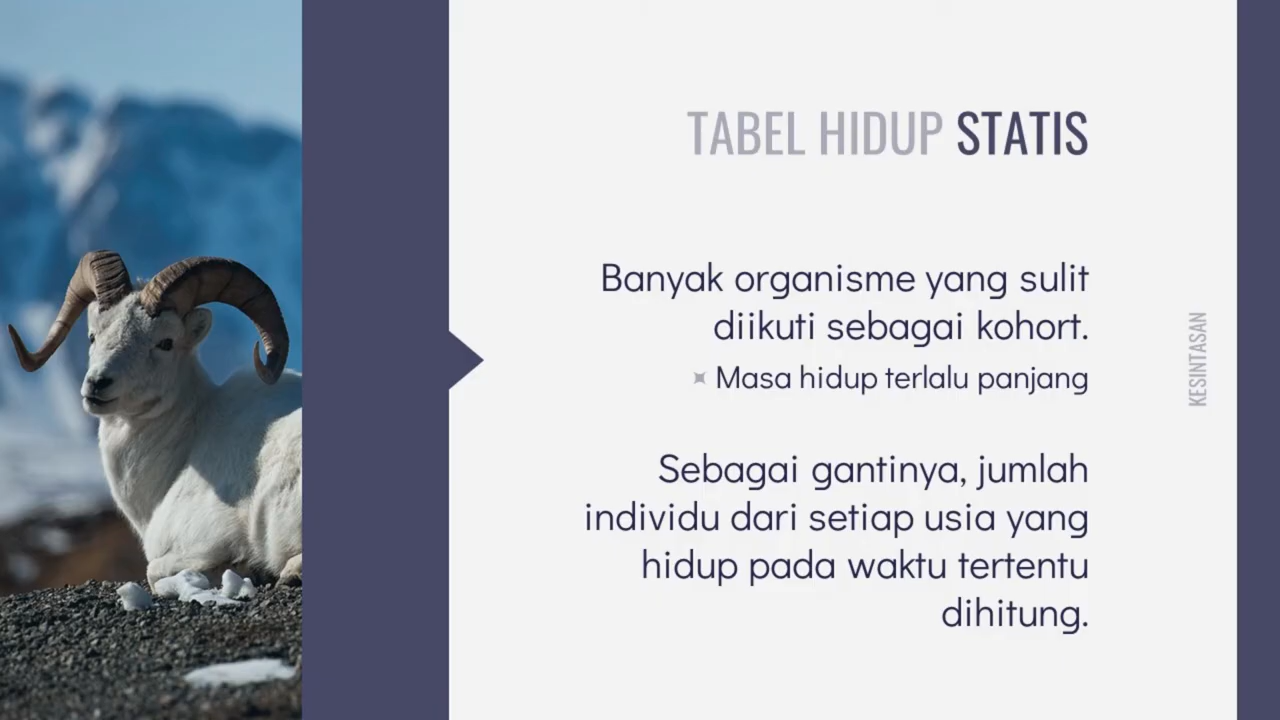 TABEL HIDUP STATIS
Banyak organisme yang sulit
diikuti sebagai kohort.
Masa hidup terlalu panjang
Sebagai gantinya, jumlah
individu dari setiap usia yang
hidup pada waktu tertentu
dihitung.
KESINTASAN